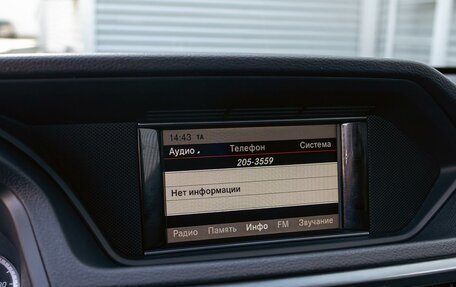 14:43 TA
Аудио Телефон Система
205-3559
Нет информации
Радио Память Инфо FM Звучание